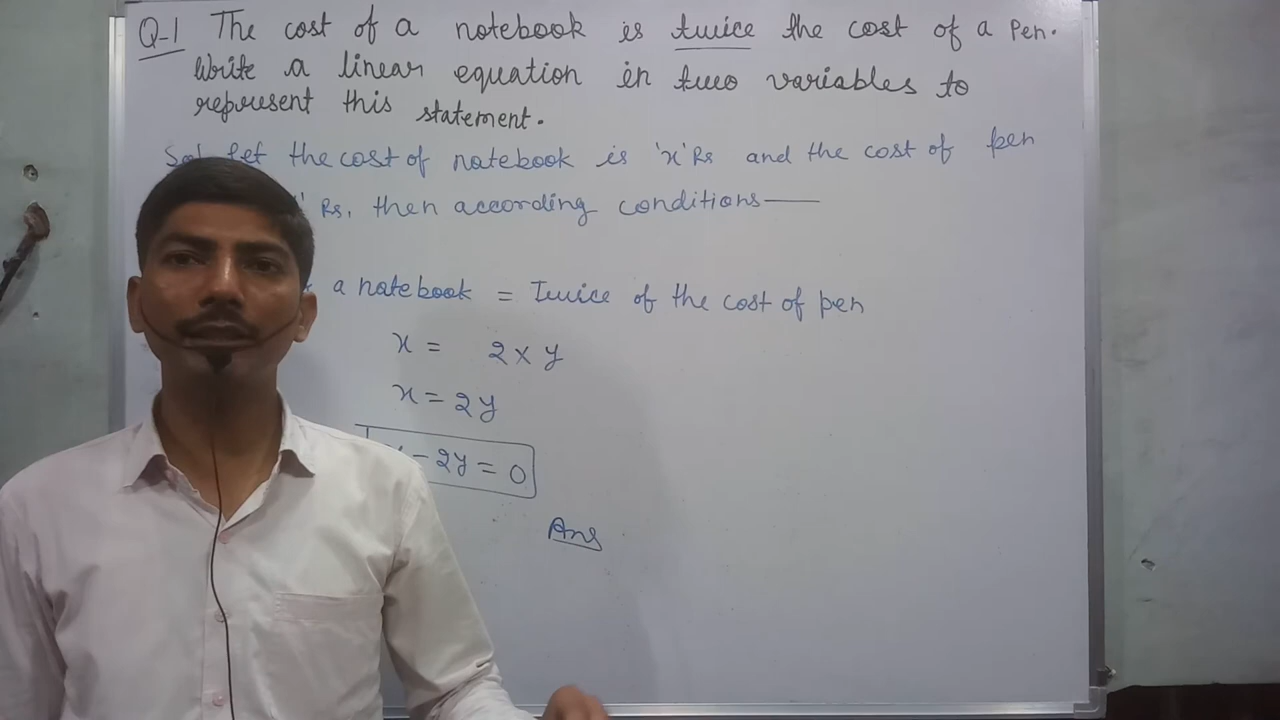 Q-1 The cost of a notebook is twice the cost of a pen.
Write a linear equation in two variables to
represent this statement.
Let the cost of notebook is 'x' Rs and the cost of pen
Rs. then according conditions—
a notebook = Twice of the cost of pen
x = 2 x y
x = 2y
- 2y = 0
Ans